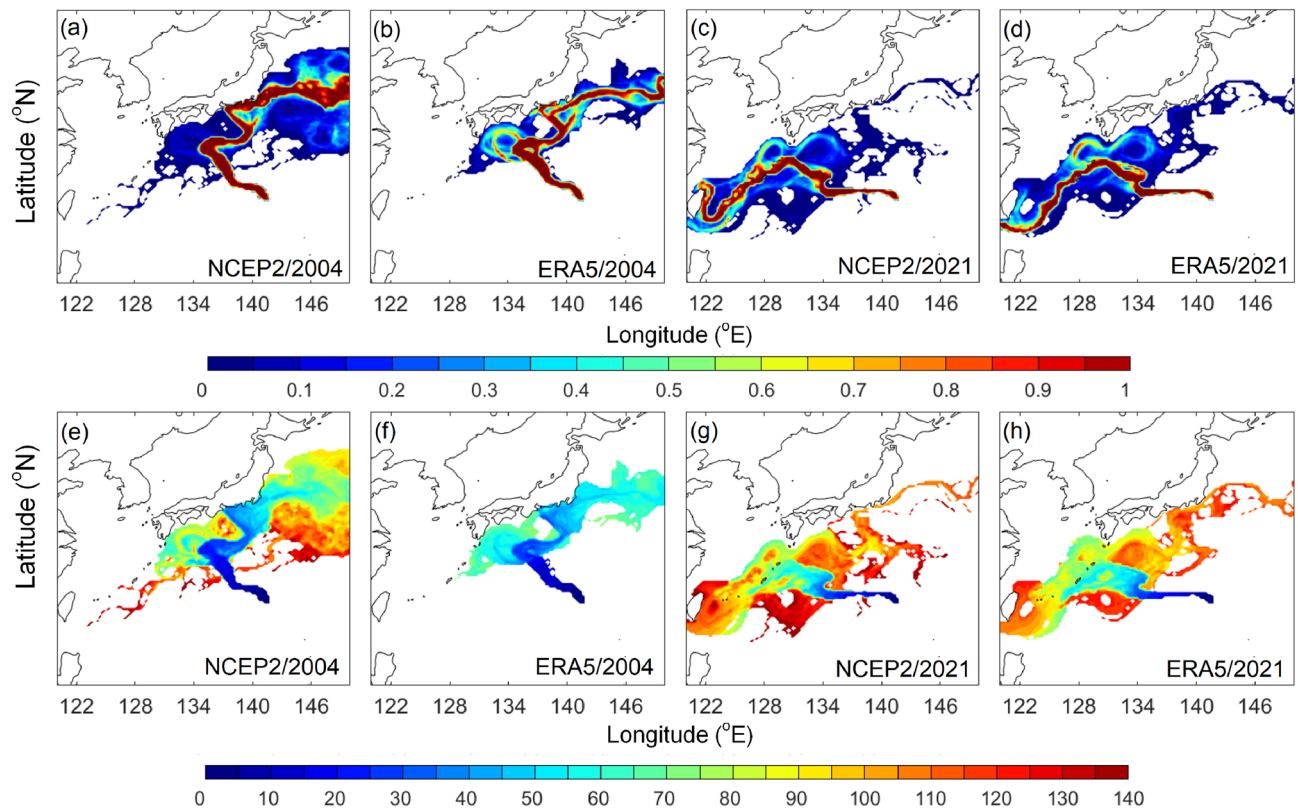 (a) (b) (c) (d)
Latitude (°N)
NCEP2/2004 ERA5/2004 NCEP2/2021 ERA5/2021
122 128 134 140 146 122 128 134 140 146 122 128 134 140 146 122 128 134 140 146
Longitude (°E)
0 0.1 0.2 0.3 0.4 0.5 0.6 0.7 0.8 0.9 1
(e) (f) (g) (h)
Latitude (°N)
NCEP2/2004 ERA5/2004 NCEP2/2021 ERA5/2021
122 128 134 140 146 122 128 134 140 146 122 128 134 140 146 122 128 134 140 146
Longitude (°E)
0 10 20 30 40 50 60 70 80 90 100 110 120 130 140